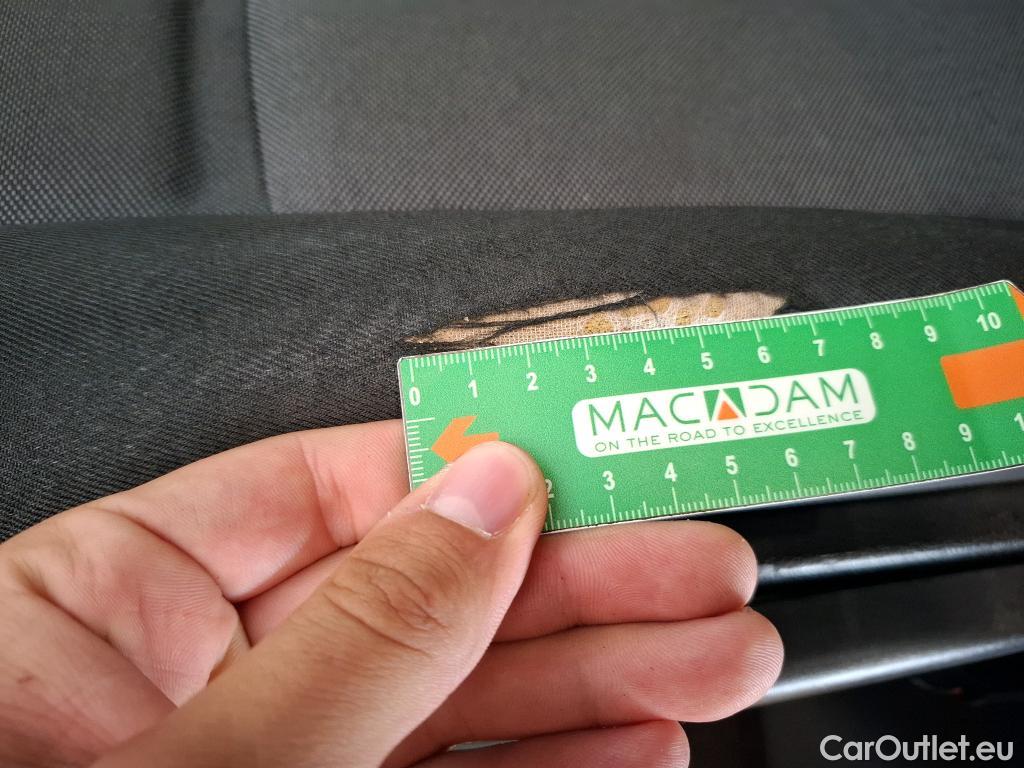 0 1 2 3 4 5 6 7 8 9 10
MACADAM
ON THE ROAD TO EXCELLENCE
2 3 4 5 6 7 8 9
CarOutlet.eu